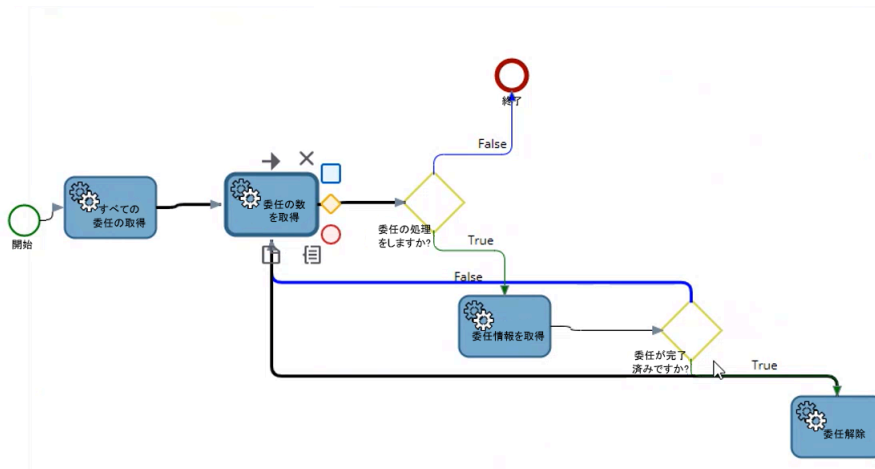 終了
False
すべての
委任の取得
委任の数
を取得
開始
委任の処理
をしますか?
True
False
委任情報を取得
委任が完了
済みですか?
True
委任解除